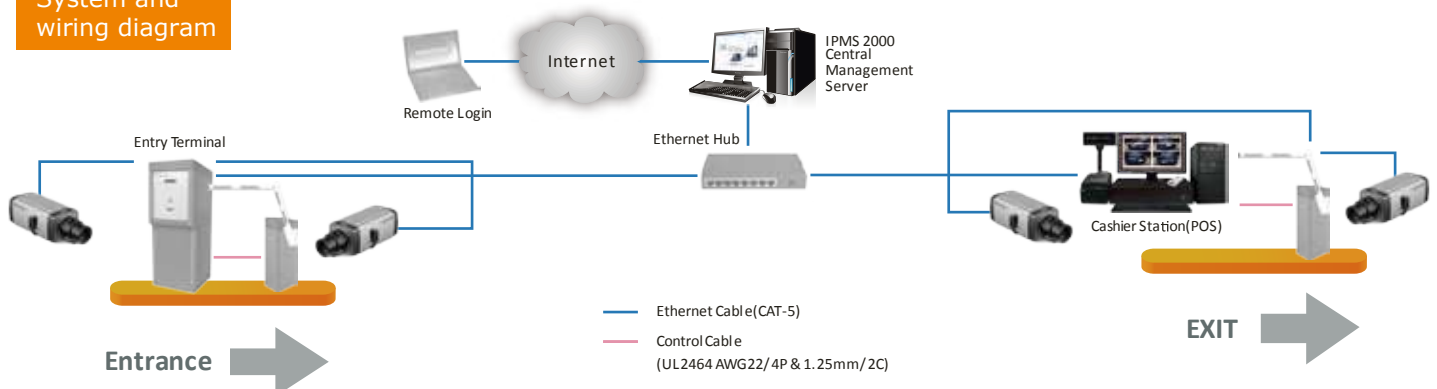 System and
wiring diagram
Internet
IPMS 2000
Central
Management
Server
Remote Login
Ethernet Hub
Entry Terminal
Cashier Station(POS)
Ethernet Cable(CAT-5)
Control Cable
(UL2464 AWG22/4P & 1.25mm/2C)
Entrance
EXIT